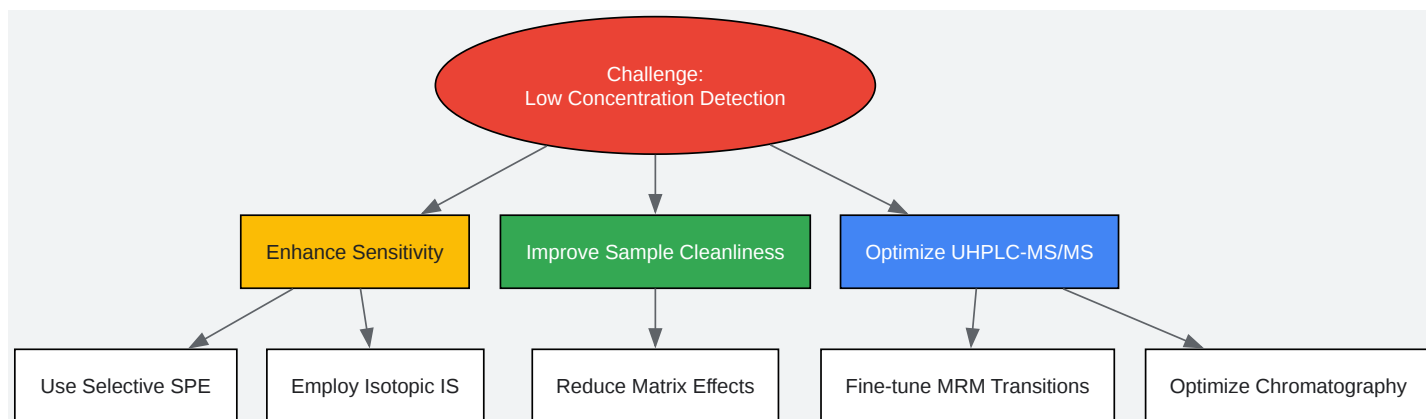 Challenge:
Low Concentration Detection
Enhance Sensitivity
Improve Sample Cleanliness
Optimize UHPLC-MS/MS
Use Selective SPE
Employ Isotopic IS
Reduce Matrix Effects
Fine-tune MRM Transitions
Optimize Chromatography